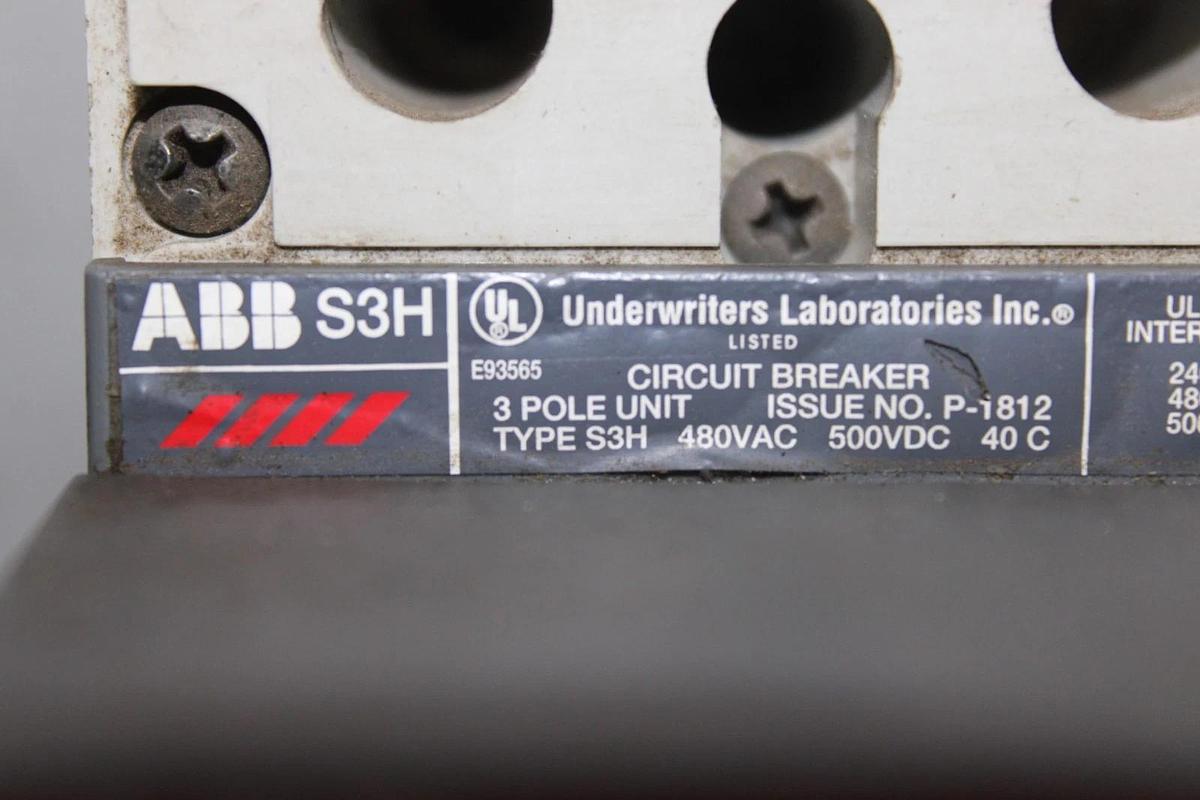 ABB S3H
UL® Underwriters Laboratories Inc.®
LISTED
E93565
CIRCUIT BREAKER
3 POLE UNIT ISSUE NO. P-1812
TYPE S3H 480VAC 500VDC 40 C
UL